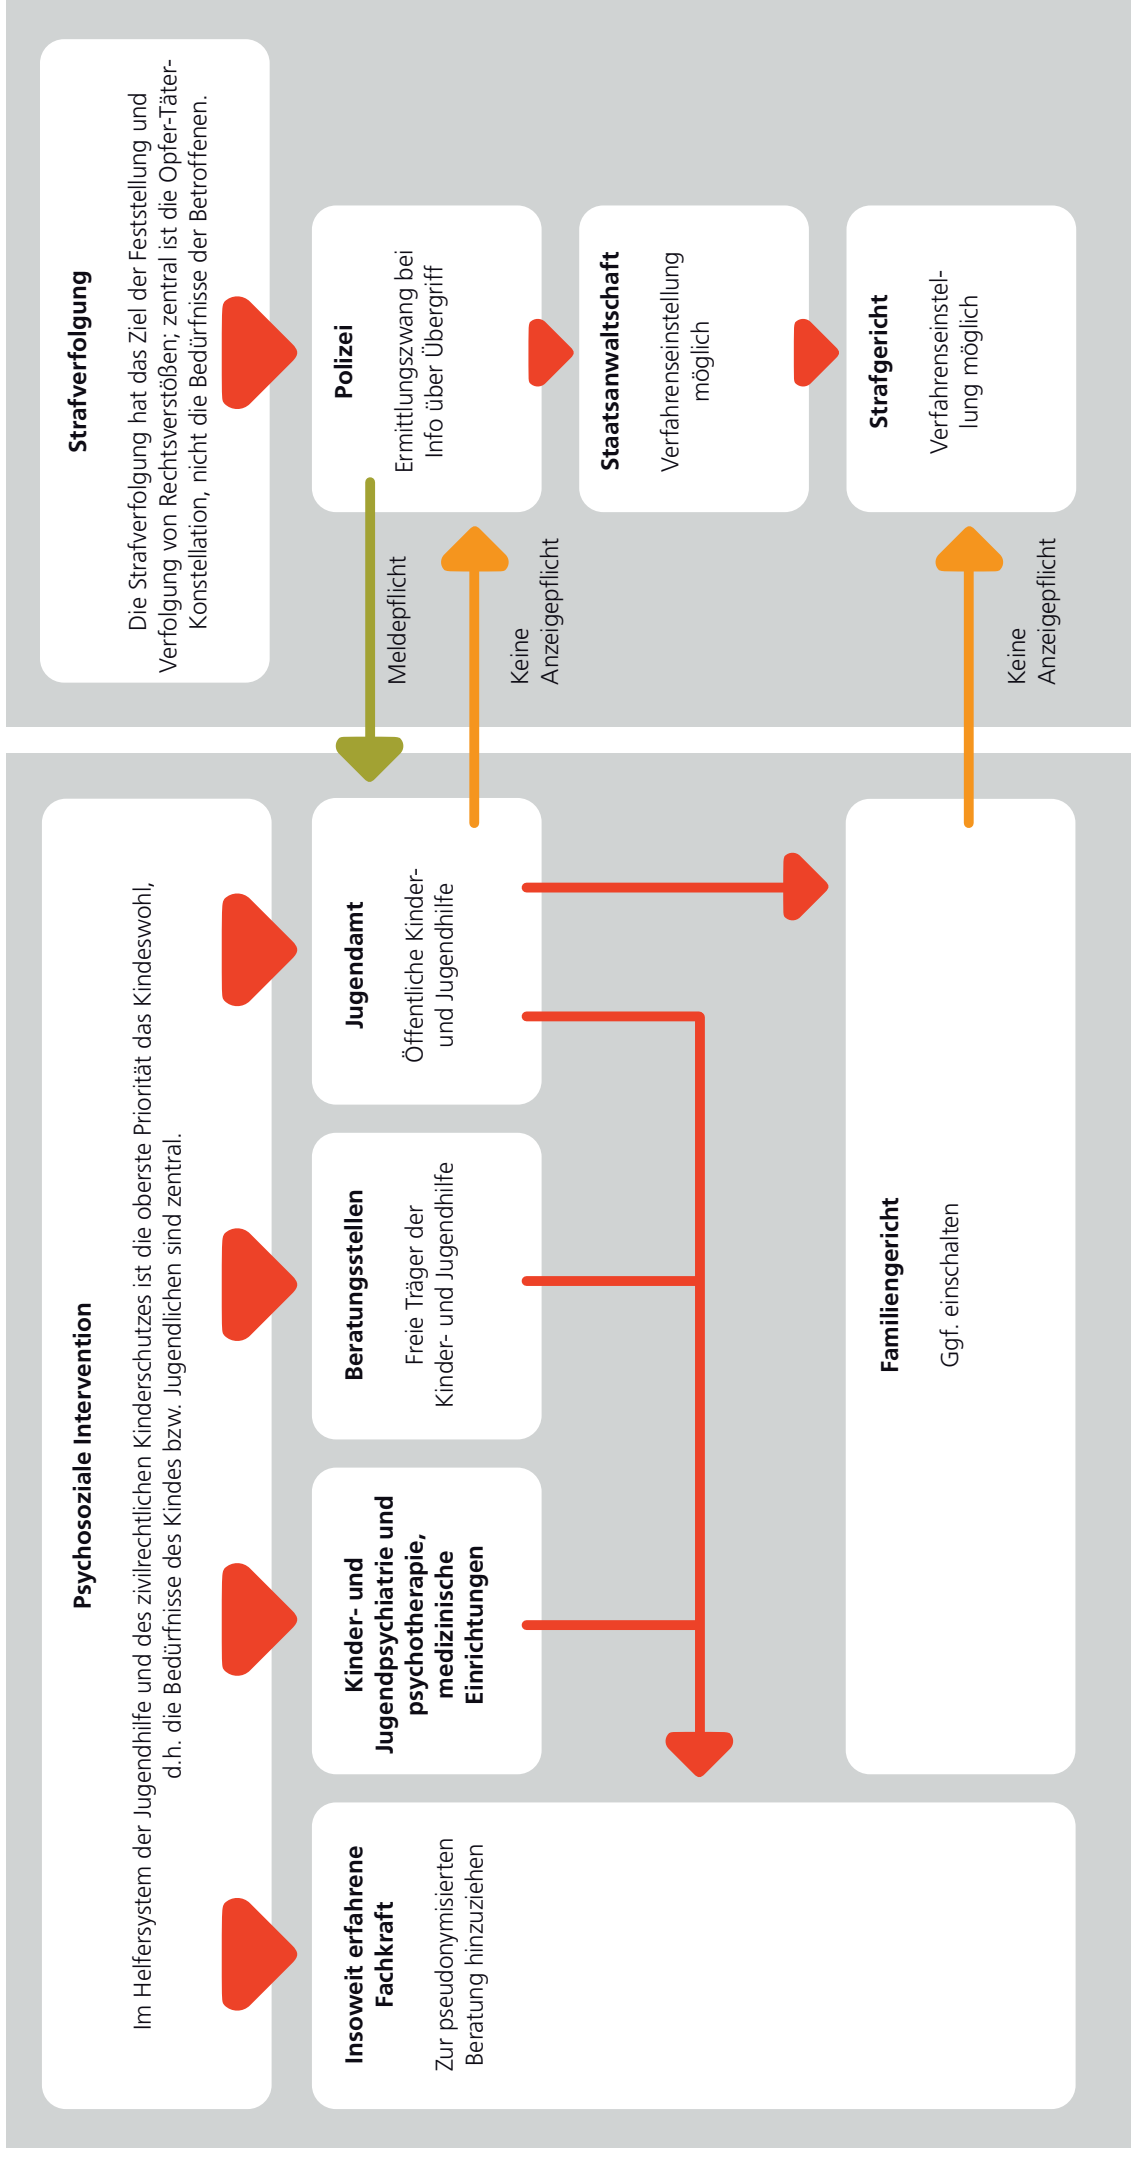 Psychosoziale Intervention
Im Helfersystem der Jugendhilfe und des zivilrechtlichen Kinderschutzes ist die oberste Priorität das Kindeswohl,
d.h. die Bedürfnisse des Kindes bzw. Jugendlichen sind zentral.
Insoweit erfahrene
Fachkraft
Zur pseudonymisierten
Beratung hinzuziehen
Kinder- und
Jugendpsychiatrie und
psychotherapie,
medizinische
Einrichtungen
Beratungsstellen
Freie Träger der
Kinder- und Jugendhilfe
Jugendamt
Öffentliche Kinder-
und Jugendhilfe
Familiengericht
Ggf. einschalten
Strafverfolgung
Die Strafverfolgung hat das Ziel der Feststellung und
Verfolgung von Rechtsverstößen; zentral ist die Opfer-Täter-
Konstellation, nicht die Bedürfnisse der Betroffenen.
Meldepflicht
Keine
Anzeigepflicht
Polizei
Ermittlungszwang bei
Info über Übergriff
Staatsanwaltschaft
Verfahrenseinstellung
möglich
Keine
Anzeigepflicht
Strafgericht
Verfahrenseinstel-
lung möglich